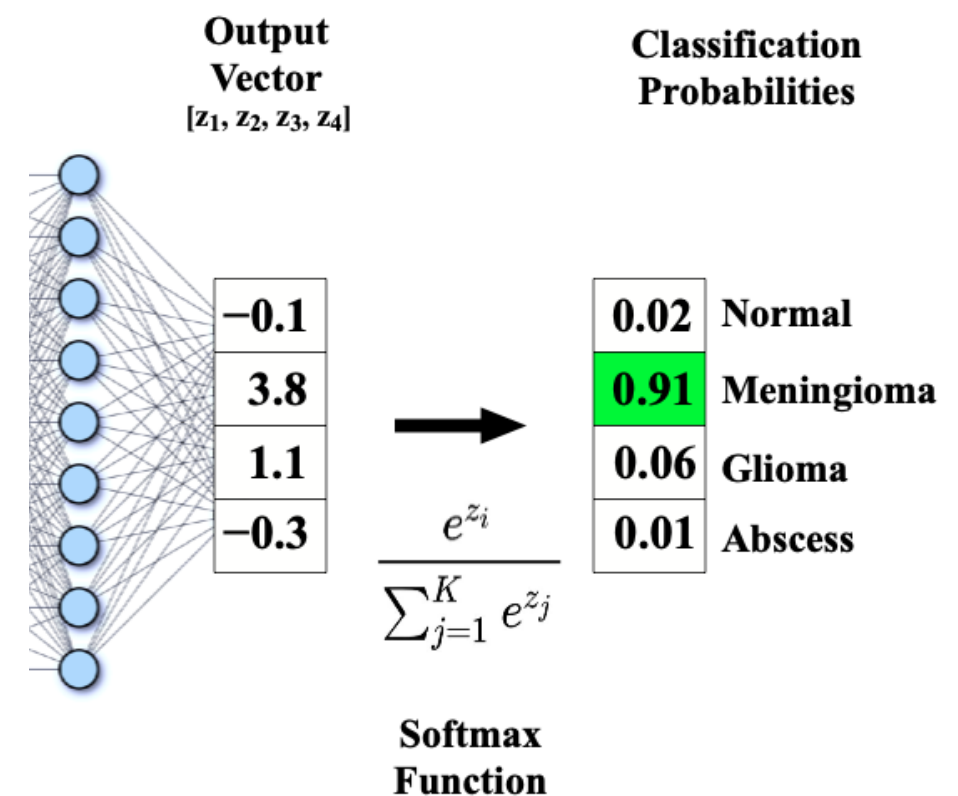 Output
Vector
[z₁, z₂, z₃, z₄]
Classification
Probabilities
−0.1
3.8
1.1
−0.3
e^{z_i}
∑_{j=1}^{K} e^{z_j}
0.02 Normal
0.91 Meningioma
0.06 Glioma
0.01 Abscess
Softmax
Function